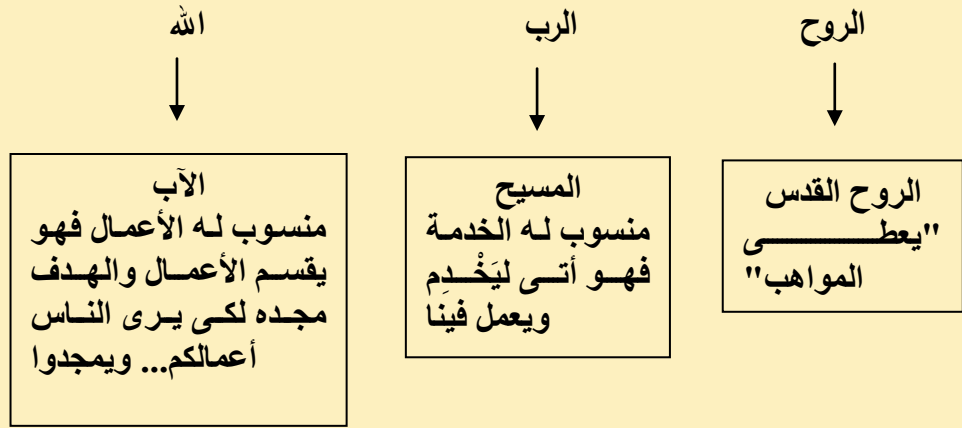 الروح
الرب
الله
الروح القدس
"يعطى
المواهب"
المسيح
منسوب له الخدمة
فهو أتى ليَخْدِم
ويعمل فينا
الآب
منسوب له الأعمال فهو
يقسم الأعمال والهدف
مجده لكى يرى الناس
أعمالكم... ويمجدوا